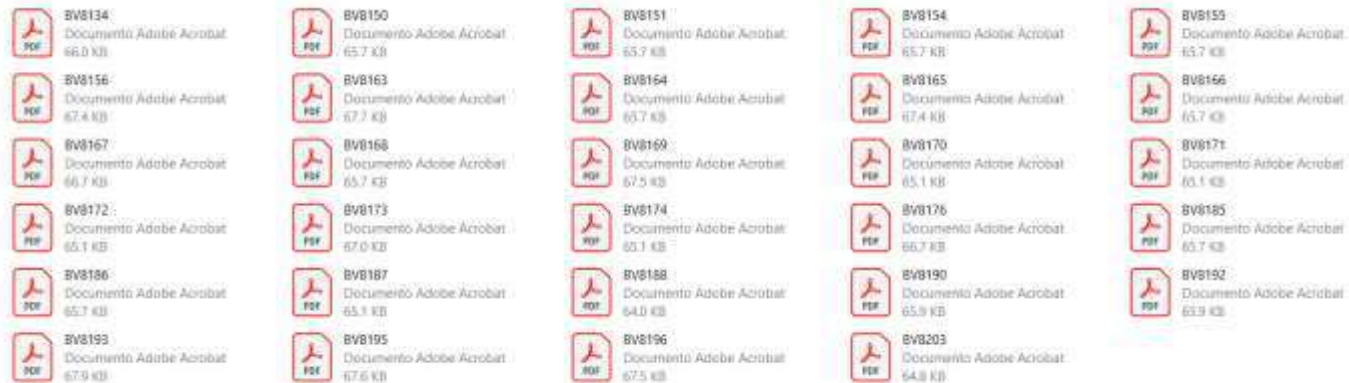 BV8134
Documento Adobe Acrobat
66.0 KB
BV8150
Documento Adobe Acrobat
65.7 KB
BV8151
Documento Adobe Acrobat
65.7 KB
BV8154
Documento Adobe Acrobat
65.7 KB
BV8155
Documento Adobe Acrobat
65.7 KB
BV8156
Documento Adobe Acrobat
67.4 KB
BV8163
Documento Adobe Acrobat
67.7 KB
BV8164
Documento Adobe Acrobat
65.7 KB
BV8165
Documento Adobe Acrobat
67.4 KB
BV8166
Documento Adobe Acrobat
65.7 KB
BV8167
Documento Adobe Acrobat
66.7 KB
BV8168
Documento Adobe Acrobat
65.7 KB
BV8169
Documento Adobe Acrobat
67.5 KB
BV8170
Documento Adobe Acrobat
65.1 KB
BV8171
Documento Adobe Acrobat
65.1 KB
BV8172
Documento Adobe Acrobat
65.1 KB
BV8173
Documento Adobe Acrobat
67.0 KB
BV8174
Documento Adobe Acrobat
65.1 KB
BV8176
Documento Adobe Acrobat
66.7 KB
BV8185
Documento Adobe Acrobat
65.7 KB
BV8186
Documento Adobe Acrobat
65.7 KB
BV8187
Documento Adobe Acrobat
65.1 KB
BV8188
Documento Adobe Acrobat
64.0 KB
BV8190
Documento Adobe Acrobat
65.9 KB
BV8192
Documento Adobe Acrobat
63.9 KB
BV8193
Documento Adobe Acrobat
67.9 KB
BV8195
Documento Adobe Acrobat
67.6 KB
BV8196
Documento Adobe Acrobat
67.5 KB
BV8203
Documento Adobe Acrobat
64.8 KB